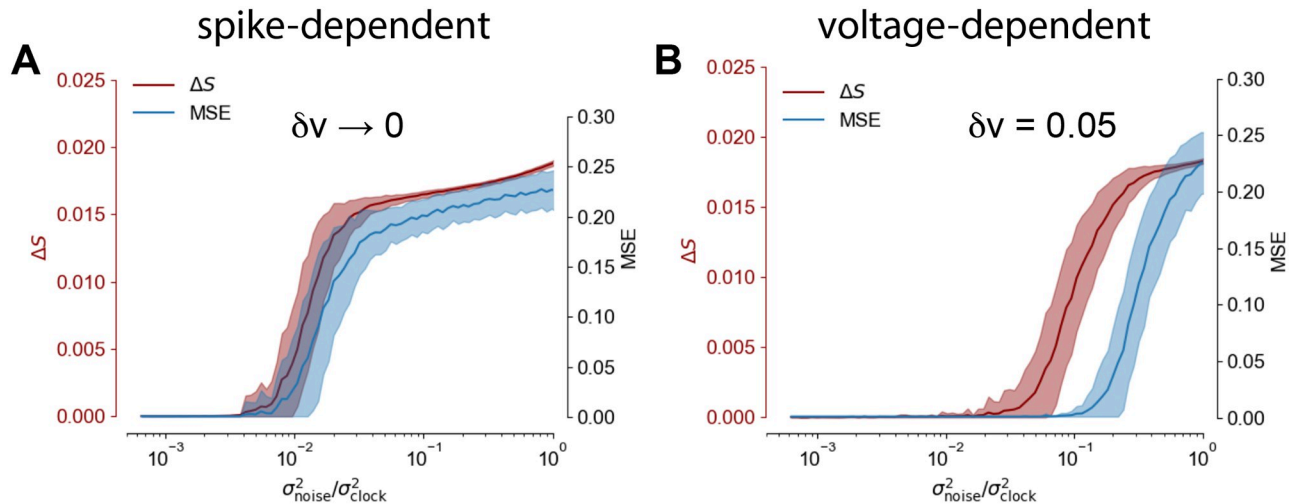 spike-dependent
A
ΔS
MSE
δv → 0
0.025
0.020
0.015
0.010
0.005
0.000
ΔS
0.30
0.25
0.20
0.15
0.10
0.05
0.00
MSE
10⁻³
10⁻²
10⁻¹
10⁰
σ²noise/σ²clock
voltage-dependent
B
ΔS
MSE
δv = 0.05
0.025
0.020
0.015
0.010
0.005
0.000
ΔS
0.30
0.25
0.20
0.15
0.10
0.05
0.00
MSE
10⁻³
10⁻²
10⁻¹
10⁰
σ²noise/σ²clock